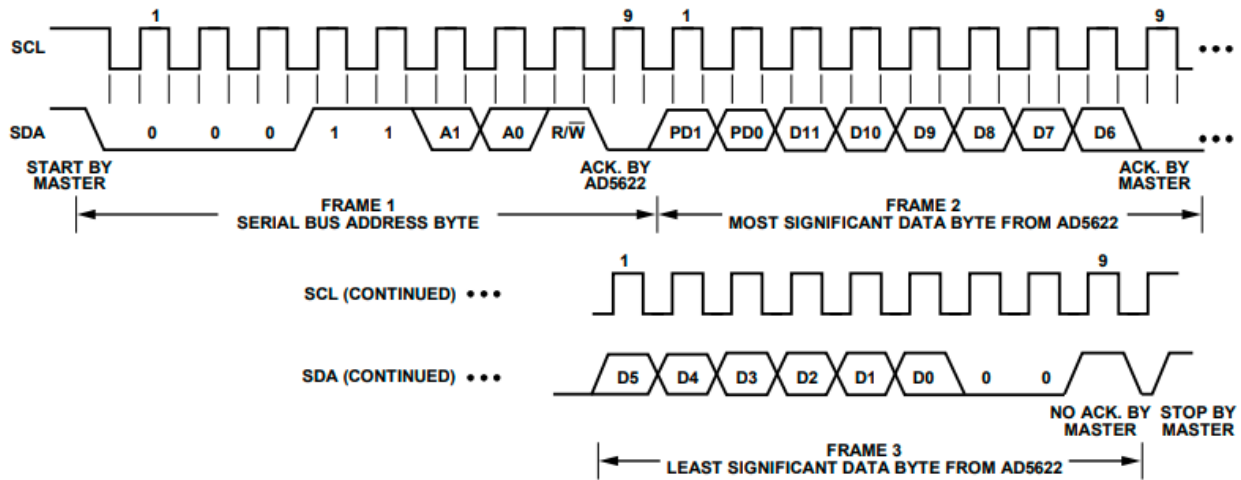 1 9 1 9
SCL
SDA 0 0 0 1 1 A1 A0 R/W̅ PD1 PD0 D11 D10 D9 D8 D7 D6
START BY
MASTER
ACK. BY
AD5622
ACK. BY
MASTER
FRAME 1
SERIAL BUS ADDRESS BYTE
FRAME 2
MOST SIGNIFICANT DATA BYTE FROM AD5622
1 9
SCL (CONTINUED)
SDA (CONTINUED) D5 D4 D3 D2 D1 D0 0 0
NO ACK. BY
MASTER
STOP BY
MASTER
FRAME 3
LEAST SIGNIFICANT DATA BYTE FROM AD5622